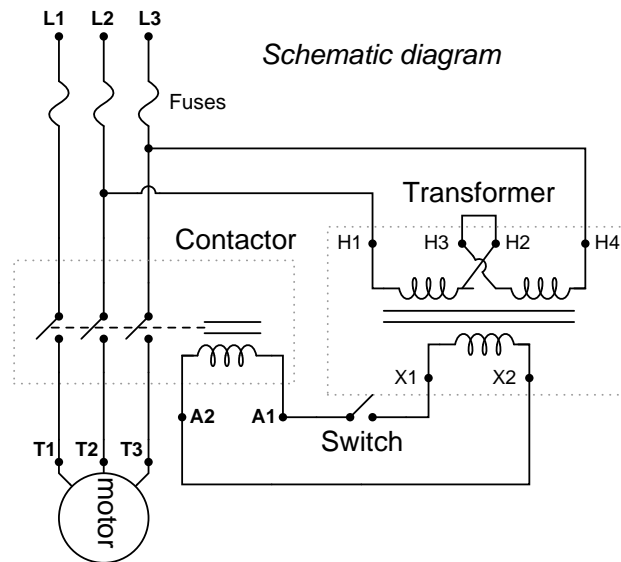 L1 L2 L3
Schematic diagram
Fuses
Transformer
Contactor
H1 H3 H2 H4
X1 X2
A2 A1
Switch
T1 T2 T3
motor